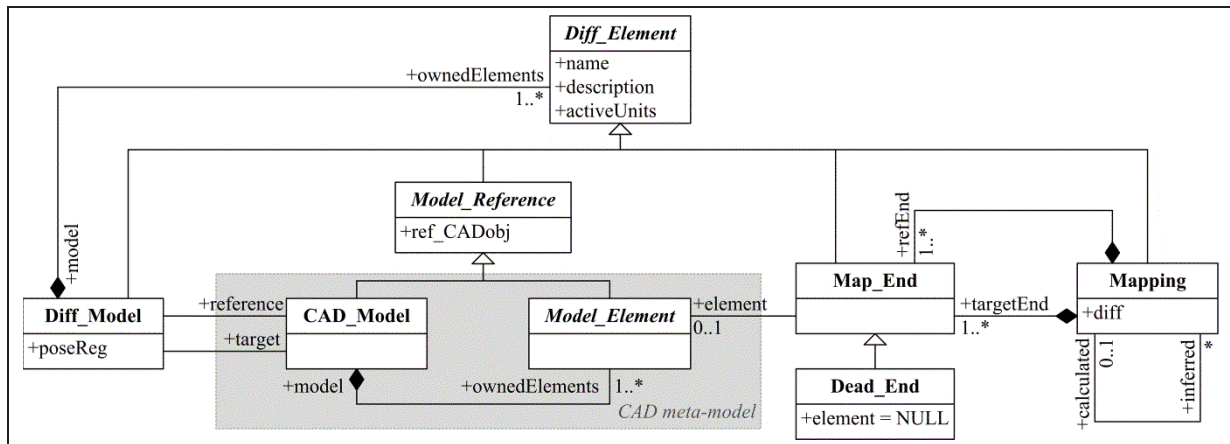 Diff_Element
+name
+description
+activeUnits
+ownedElements
1..*
Model_Reference
+ref_CADobj
+refEnd
1..*
+model
Diff_Model
+poseReg
+reference
+target
CAD_Model
Model_Element
+element
0..1
Map_End
+targetEnd
1..*
Mapping
+diff
+model
+ownedElements
1..*
CAD meta-model
Dead_End
+element = NULL
+calculated
0..1
+inferred
*